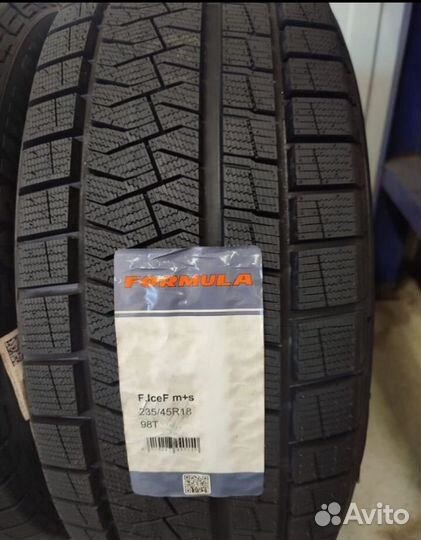 FORMULA
F.IceF m+s
235/45R18
98T
Avito